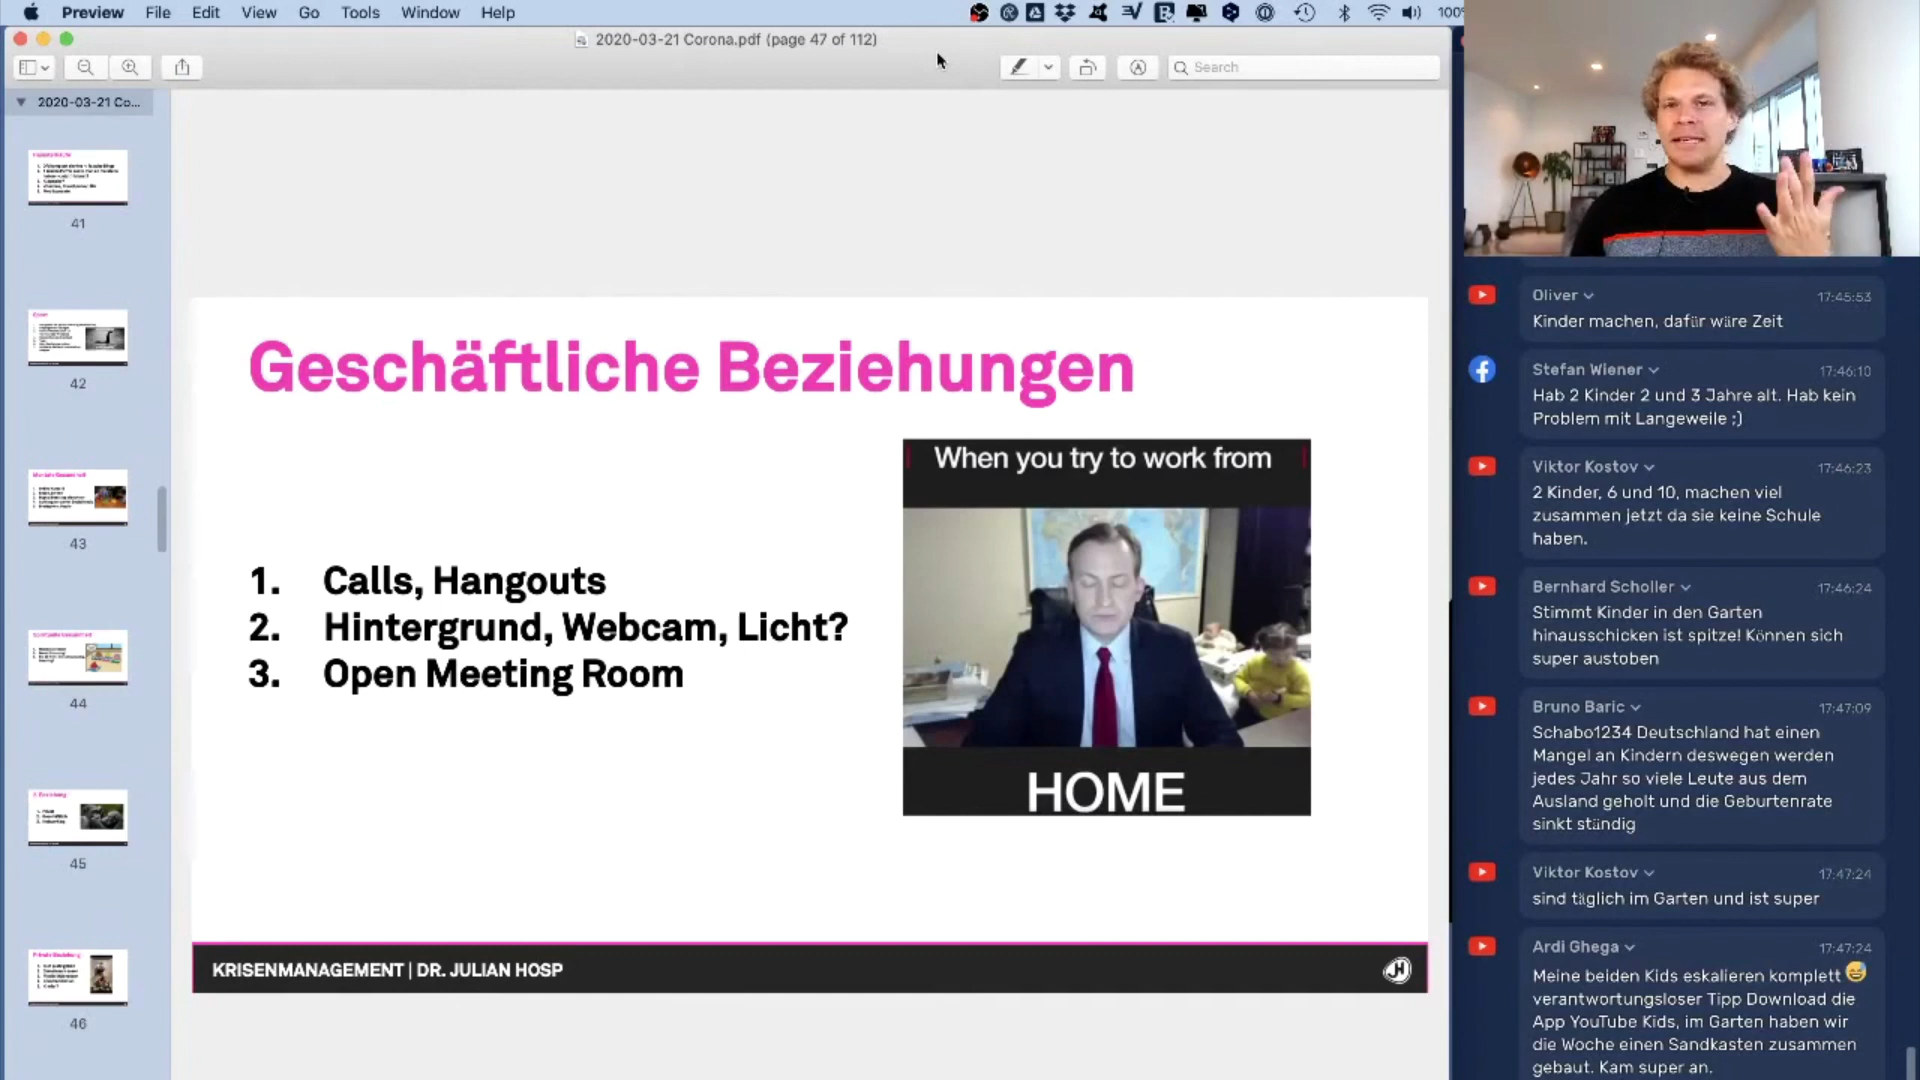 Preview File Edit View Go Tools Window Help
100%
2020-03-21 Corona.pdf (page 47 of 112)
Search
2020-03-21 Co...
41
42
43
44
45
46
Geschäftliche Beziehungen
1. Calls, Hangouts
2. Hintergrund, Webcam, Licht?
3. Open Meeting Room
When you try to work from
HOME
KRISENMANAGEMENT | DR. JULIAN HOSP
Oliver 17:45:53
Kinder machen, dafür wäre Zeit
Stefan Wiener 17:46:10
Hab 2 Kinder 2 und 3 Jahre alt. Hab kein
Problem mit Langeweile ;)
Viktor Kostov 17:46:23
2 Kinder, 6 und 10, machen viel
zusammen jetzt da sie keine Schule
haben.
Bernhard Scholler 17:46:24
Stimmt Kinder in den Garten
hinausschicken ist spitze! Können sich
super austoben
Bruno Baric 17:47:09
Schabo1234 Deutschland hat einen
Mangel an Kindern deswegen werden
jedes Jahr so viele Leute aus dem
Ausland geholt und die Geburtenrate
sinkt ständig
Viktor Kostov 17:47:24
sind täglich im Garten und ist super
Ardi Ghega 17:47:24
Meine beiden Kids eskalieren komplett 😅
verantwortungsloser Tipp Download die
App YouTube Kids, im Garten haben wir
die Woche einen Sandkasten zusammen
gebaut. Kam super an.